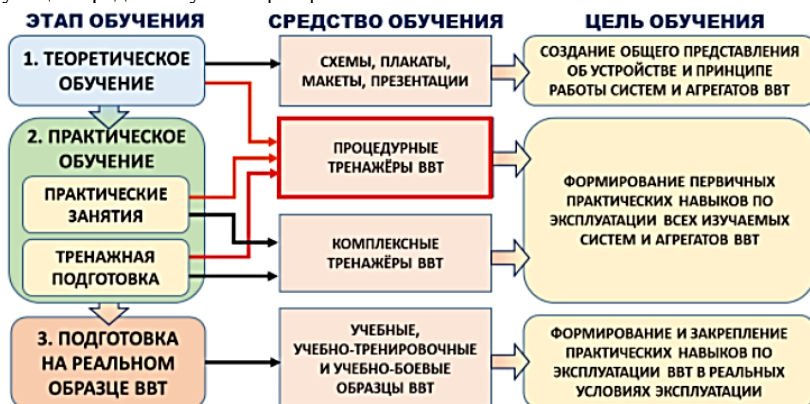 ЭТАП ОБУЧЕНИЯ
СРЕДСТВО ОБУЧЕНИЯ
ЦЕЛЬ ОБУЧЕНИЯ
1. ТЕОРЕТИЧЕСКОЕ
ОБУЧЕНИЕ
СХЕМЫ, ПЛАКАТЫ,
МАКЕТЫ, ПРЕЗЕНТАЦИИ
СОЗДАНИЕ ОБЩЕГО ПРЕДСТАВЛЕНИЯ
ОБ УСТРОЙСТВЕ И ПРИНЦИПЕ
РАБОТЫ СИСТЕМ И АГРЕГАТОВ ВВТ
2. ПРАКТИЧЕСКОЕ
ОБУЧЕНИЕ
ПРАКТИЧЕСКИЕ
ЗАНЯТИЯ
ТРЕНАЖНАЯ
ПОДГОТОВКА
ПРОЦЕДУРНЫЕ
ТРЕНАЖЁРЫ ВВТ
КОМПЛЕКСНЫЕ
ТРЕНАЖЁРЫ ВВТ
ФОРМИРОВАНИЕ ПЕРВИЧНЫХ
ПРАКТИЧЕСКИХ НАВЫКОВ ПО
ЭКСПЛУАТАЦИИ ВСЕХ ИЗУЧАЕМЫХ
СИСТЕМ И АГРЕГАТОВ ВВТ
3. ПОДГОТОВКА
НА РЕАЛЬНОМ
ОБРАЗЦЕ ВВТ
УЧЕБНЫЕ,
УЧЕБНО-ТРЕНИРОВОЧНЫЕ
И УЧЕБНО-БОЕВЫЕ
ОБРАЗЦЫ ВВТ
ФОРМИРОВАНИЕ И ЗАКРЕПЛЕНИЕ
ПРАКТИЧЕСКИХ НАВЫКОВ ПО
ЭКСПЛУАТАЦИИ ВВТ В РЕАЛЬНЫХ
УСЛОВИЯХ ЭКСПЛУАТАЦИИ